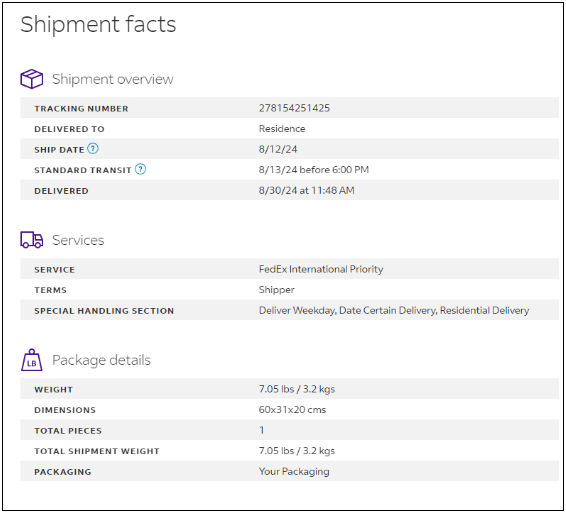 Shipment facts
Shipment overview
TRACKING NUMBER 278154251425
DELIVERED TO Residence
SHIP DATE ? 8/12/24
STANDARD TRANSIT ? 8/13/24 before 6:00 PM
DELIVERED 8/30/24 at 11:48 AM
Services
SERVICE FedEx International Priority
TERMS Shipper
SPECIAL HANDLING SECTION Deliver Weekday, Date Certain Delivery, Residential Delivery
LB Package details
WEIGHT 7.05 lbs / 3.2 kgs
DIMENSIONS 60x31x20 cms
TOTAL PIECES 1
TOTAL SHIPMENT WEIGHT 7.05 lbs / 3.2 kgs
PACKAGING Your Packaging